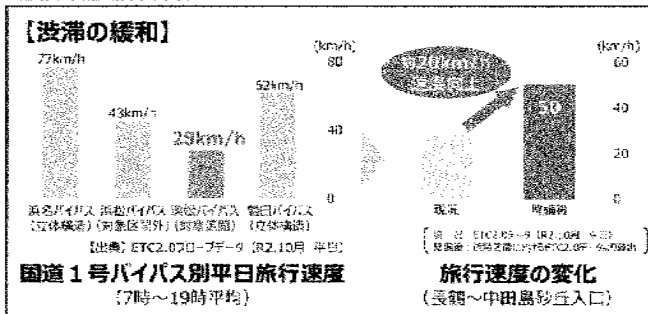 【渋滞の緩和】
(km/h)
77km/h
43km/h
29km/h
52km/h
80
40
0
浜名バイパス
(立体構造)
浜松バイパス
(対象区間外)
浜松バイパス
(対象区間)
磐田バイパス
(立体構造)
【出典】ETC2.0プローブデータ（R2.10月 平日）
国道１号バイパス別平日旅行速度
(7時～19時平均)
(km/h)
約20km/h
速度向上
50
60
40
20
0
現況
整備後
旅行速度の変化
(長鶴～中田島砂丘入口)